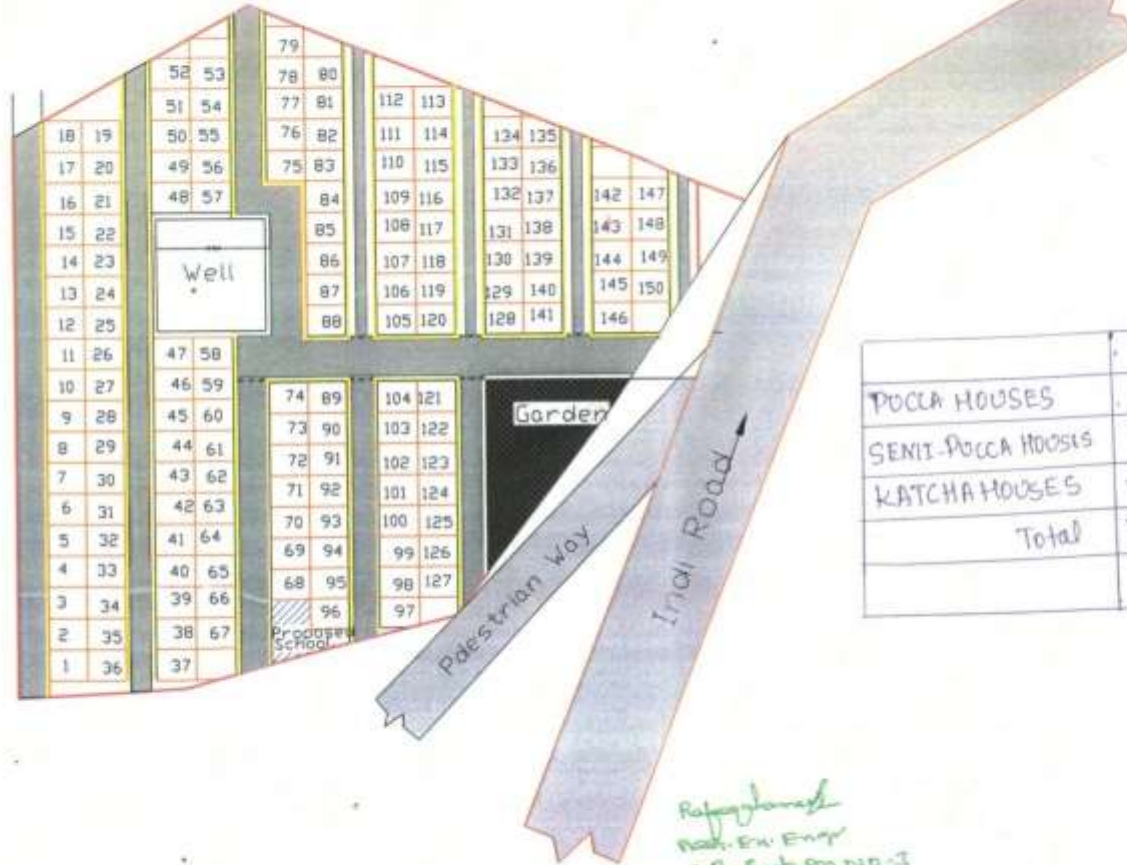 79
52 53 78 80
51 54 77 81 112 113
18 19 50 55 76 82 111 114 134 135
17 20 49 56 75 83 110 115 133 136
16 21 48 57 84 109 116 132 137 142 147
15 22 85 108 117 131 138 143 148
14 23 Well 86 107 118 130 139 144 149
13 24 87 106 119 129 140 145 150
12 25 88 105 120 128 141 146
11 26 47 58
10 27 46 59 74 89 104 121
9 28 45 60 73 90 103 122 Garden
8 29 44 61 72 91 102 123
7 30 43 62 71 92 101 124
6 31 42 63 70 93 100 125
5 32 41 64 69 94 99 126
4 33 40 65 68 95 98 127
3 34 39 66 96 97
2 35 38 67 Proposed
School
1 36 37
Pdestrian Way
Indi Road
POCCA HOUSES
SEMI-POCCA HOUSES
KATCHA HOUSES
Total